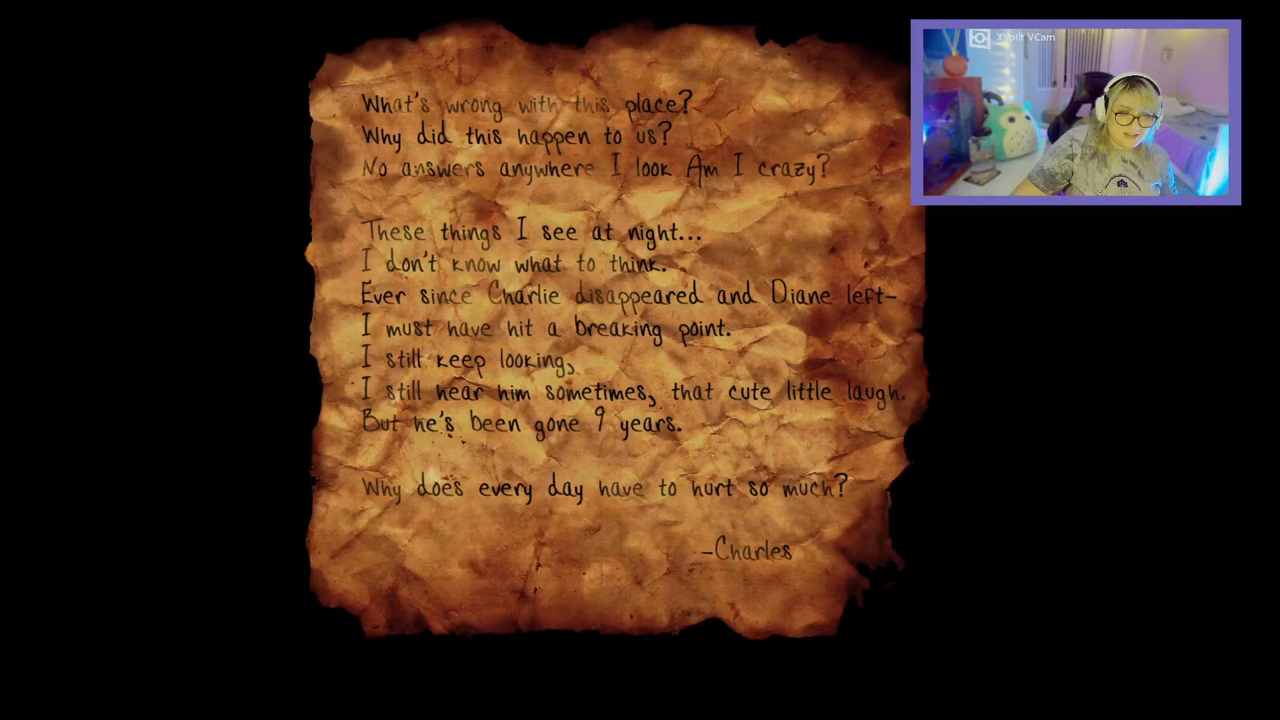 XSplit VCam
What's wrong with this place?
Why did this happen to us?
No answers anywhere I look Am I crazy?
These things I see at night...
I don't know what to think.
Ever since Charlie disappeared and Diane left-
I must have hit a breaking point.
I still keep looking,
I still hear him sometimes, that cute little laugh.
But he's been gone 9 years.
Why does every day have to hurt so much?
-Charles